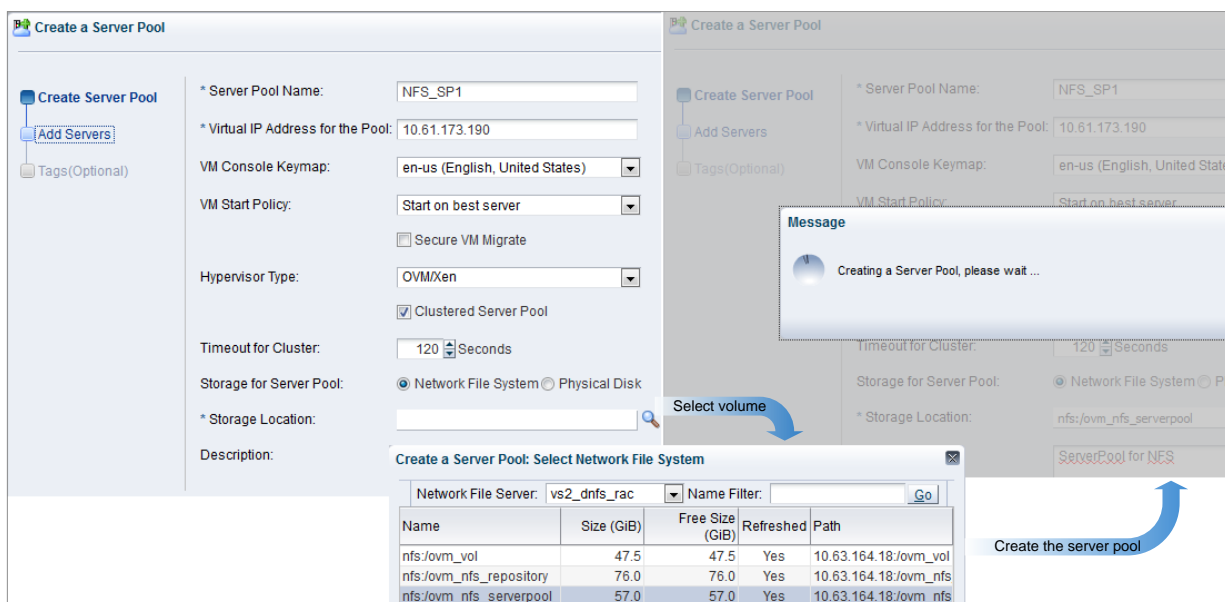 Create a Server Pool
Create Server Pool
Add Servers
Tags(Optional)
* Server Pool Name: NFS_SP1
* Virtual IP Address for the Pool: 10.61.173.190
VM Console Keymap: en-us (English, United States)
VM Start Policy: Start on best server
Secure VM Migrate
Hypervisor Type: OVM/Xen
Clustered Server Pool
Timeout for Cluster: 120 Seconds
Storage for Server Pool: Network File System Physical Disk
* Storage Location:
Description:
Select volume
Create a Server Pool: Select Network File System
Network File Server: vs2_dnfs_rac Name Filter: Go
Name Size (GiB) Free Size (GiB) Refreshed Path
nfs:/ovm_vol 47.5 47.5 Yes 10.63.164.18:/ovm_vol
nfs:/ovm_nfs_repository 76.0 76.0 Yes 10.63.164.18:/ovm_nfs
nfs:/ovm_nfs_serverpool 57.0 57.0 Yes 10.63.164.18:/ovm_nfs
Create a Server Pool
Create Server Pool
Add Servers
Tags(Optional)
* Server Pool Name: NFS_SP1
* Virtual IP Address for the Pool: 10.61.173.190
VM Console Keymap: en-us (English, United State
VM Start Policy: Start on best server
Message
Creating a Server Pool, please wait ...
Timeout for Cluster: 120 Seconds
Storage for Server Pool: Network File System P
* Storage Location: nfs:/ovm_nfs_serverpool
ServerPool for NFS
Create the server pool